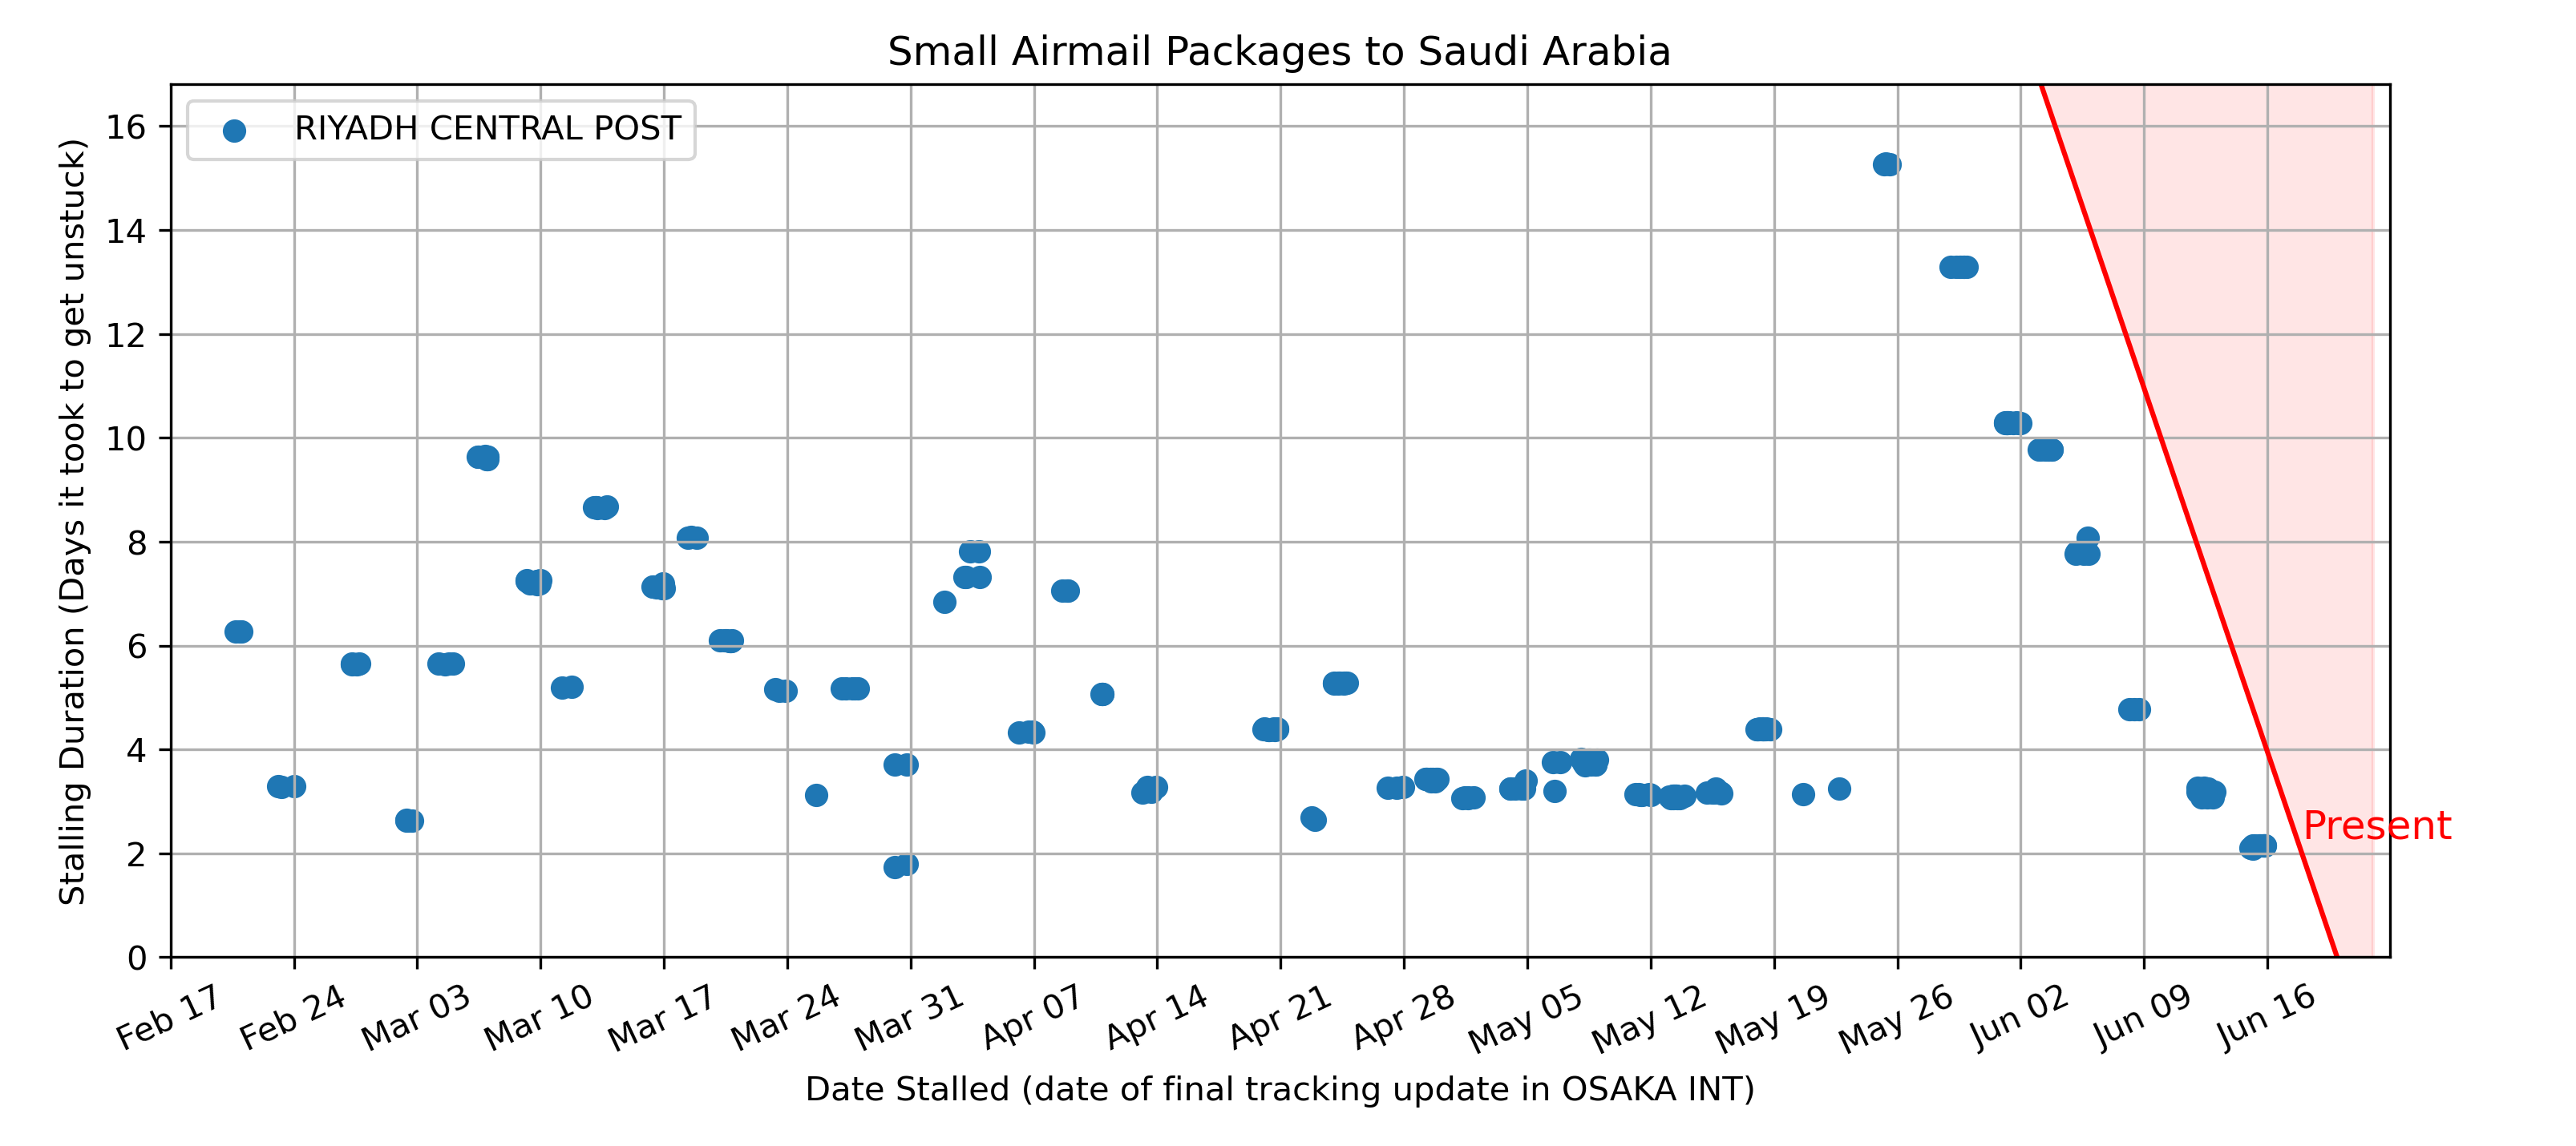 Small Airmail Packages to Saudi Arabia
RIYADH CENTRAL POST
Stalling Duration (Days it took to get unstuck)
16
14
12
10
8
6
4
2
0
Present
Feb 17
Feb 24
Mar 03
Mar 10
Mar 17
Mar 24
Mar 31
Apr 07
Apr 14
Apr 21
Apr 28
May 05
May 12
May 19
May 26
Jun 02
Jun 09
Jun 16
Date Stalled (date of final tracking update in OSAKA INT)